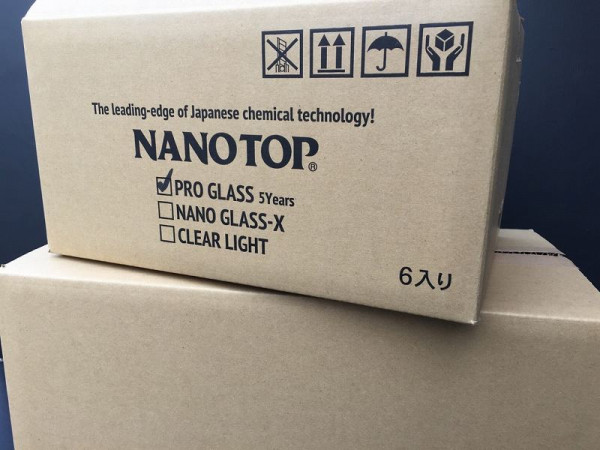 The leading-edge of Japanese chemical technology!
NANOTOP®
PRO GLASS 5Years
NANO GLASS-X
CLEAR LIGHT
6入り